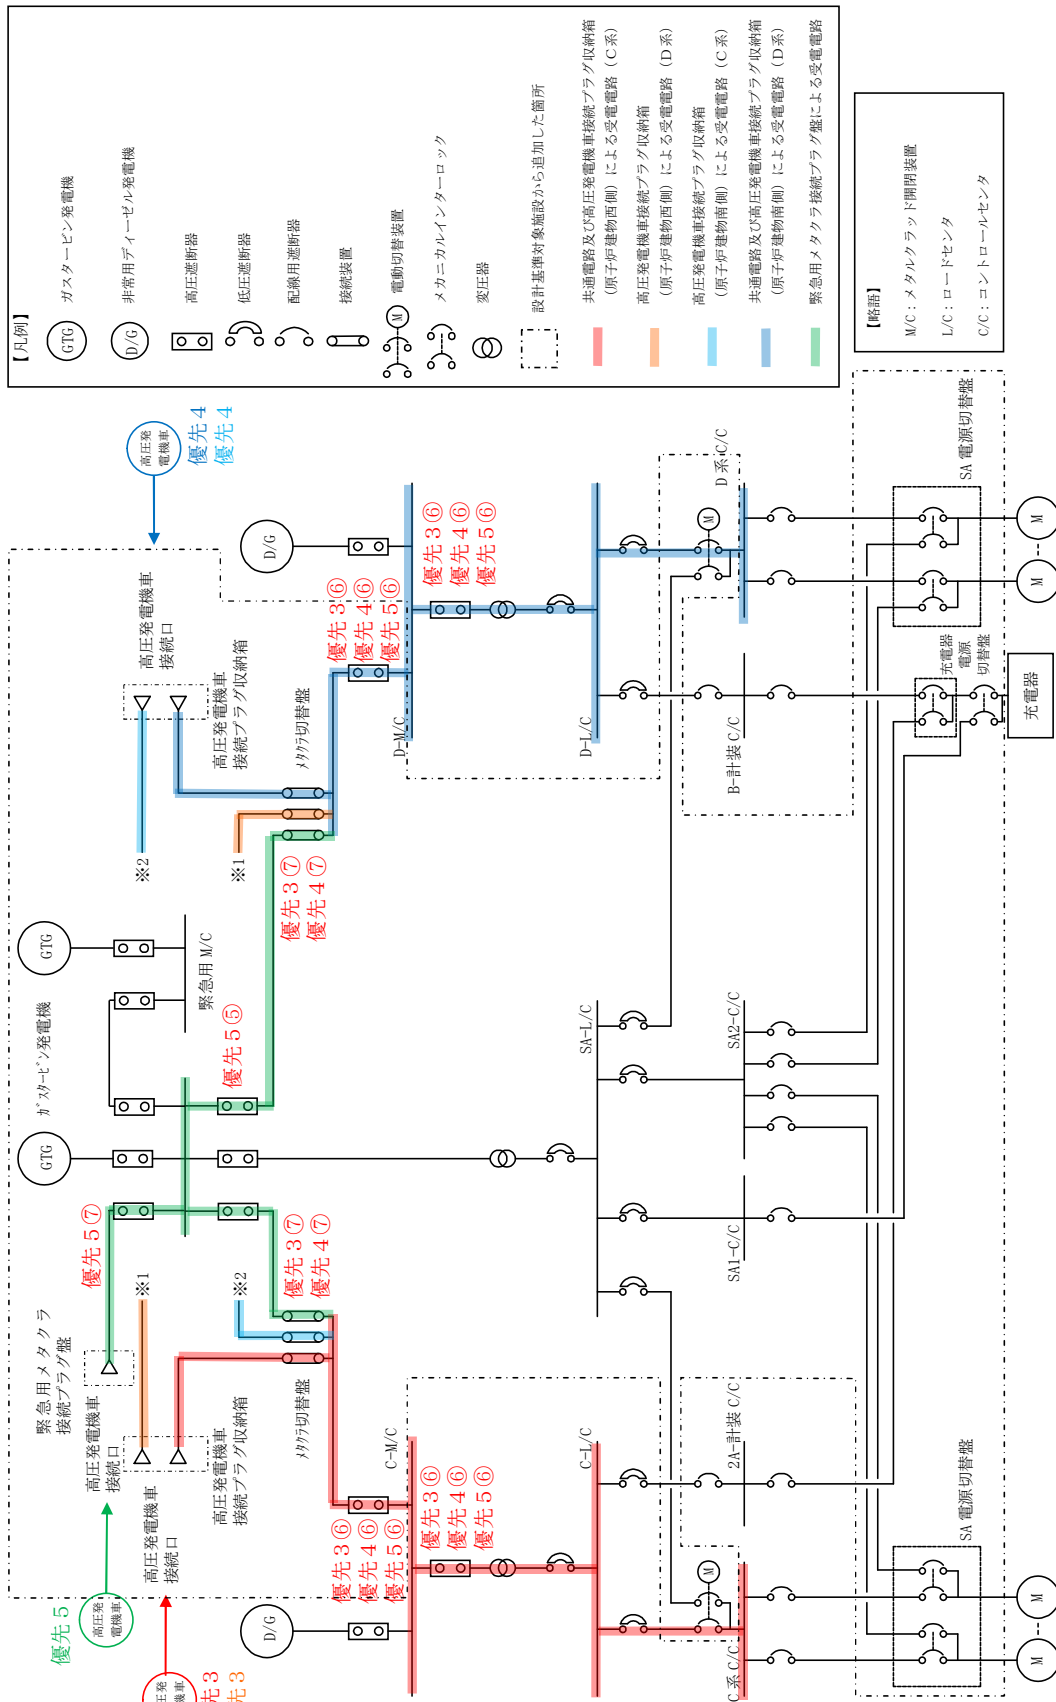 【凡例】
GTG
ガスタービン発電機
D/G
非常用ディーゼル発電機
高圧遮断器
低圧遮断器
配線用遮断器
接続装置
M
電動切替装置
メカニカルインターロック
変圧器
設計基準対象施設から追加した箇所
共通電路及び高圧発電機車接続プラグ収納箱
(原子炉建物西側)による受電電路(C系)
高圧発電機車接続プラグ収納箱
(原子炉建物西側)による受電電路(D系)
高圧発電機車接続プラグ収納箱
(原子炉建物南側)による受電電路(C系)
共通電路及び高圧発電機車接続プラグ収納箱
(原子炉建物南側)による受電電路(D系)
緊急用メタクラ接続プラグ盤による受電電路
【略語】
M/C:メタルクラッド開閉装置
L/C:ロードセンタ
C/C:コントロールセンタ
優先5
高圧発
電機車
圧発
機車
先3
先3
緊急用メタクラ
接続プラグ盤
高圧発電機車
接続口
高圧発電機車
接続口
高圧発電機車
接続プラグ収納箱
※1
※2
優先5⑦
GTG
ガスタービン発電機
GTG
緊急用 M/C
優先5⑤
※2
※1
高圧発電機車
接続口
高圧発電機車
接続プラグ収納箱
高圧発
電機車
優先4
優先4
メタクラ切替盤
優先3⑦
優先4⑦
優先3⑦
優先4⑦
メタクラ切替盤
D/G
優先3⑥
優先4⑥
優先5⑥
C-M/C
優先3⑥
優先4⑥
優先5⑥
優先3⑥
優先4⑥
優先5⑥
D-M/C
D/G
優先3⑥
優先4⑥
優先5⑥
C-L/C
SA-L/C
D-L/C
M
M
C系 C/C
2A-計装 C/C
SA1-C/C
SA2-C/C
B-計装 C/C
D系 C/C
SA 電源切替盤
充電器
電源
切替盤
SA 電源切替盤
M
M
充電器
M
M